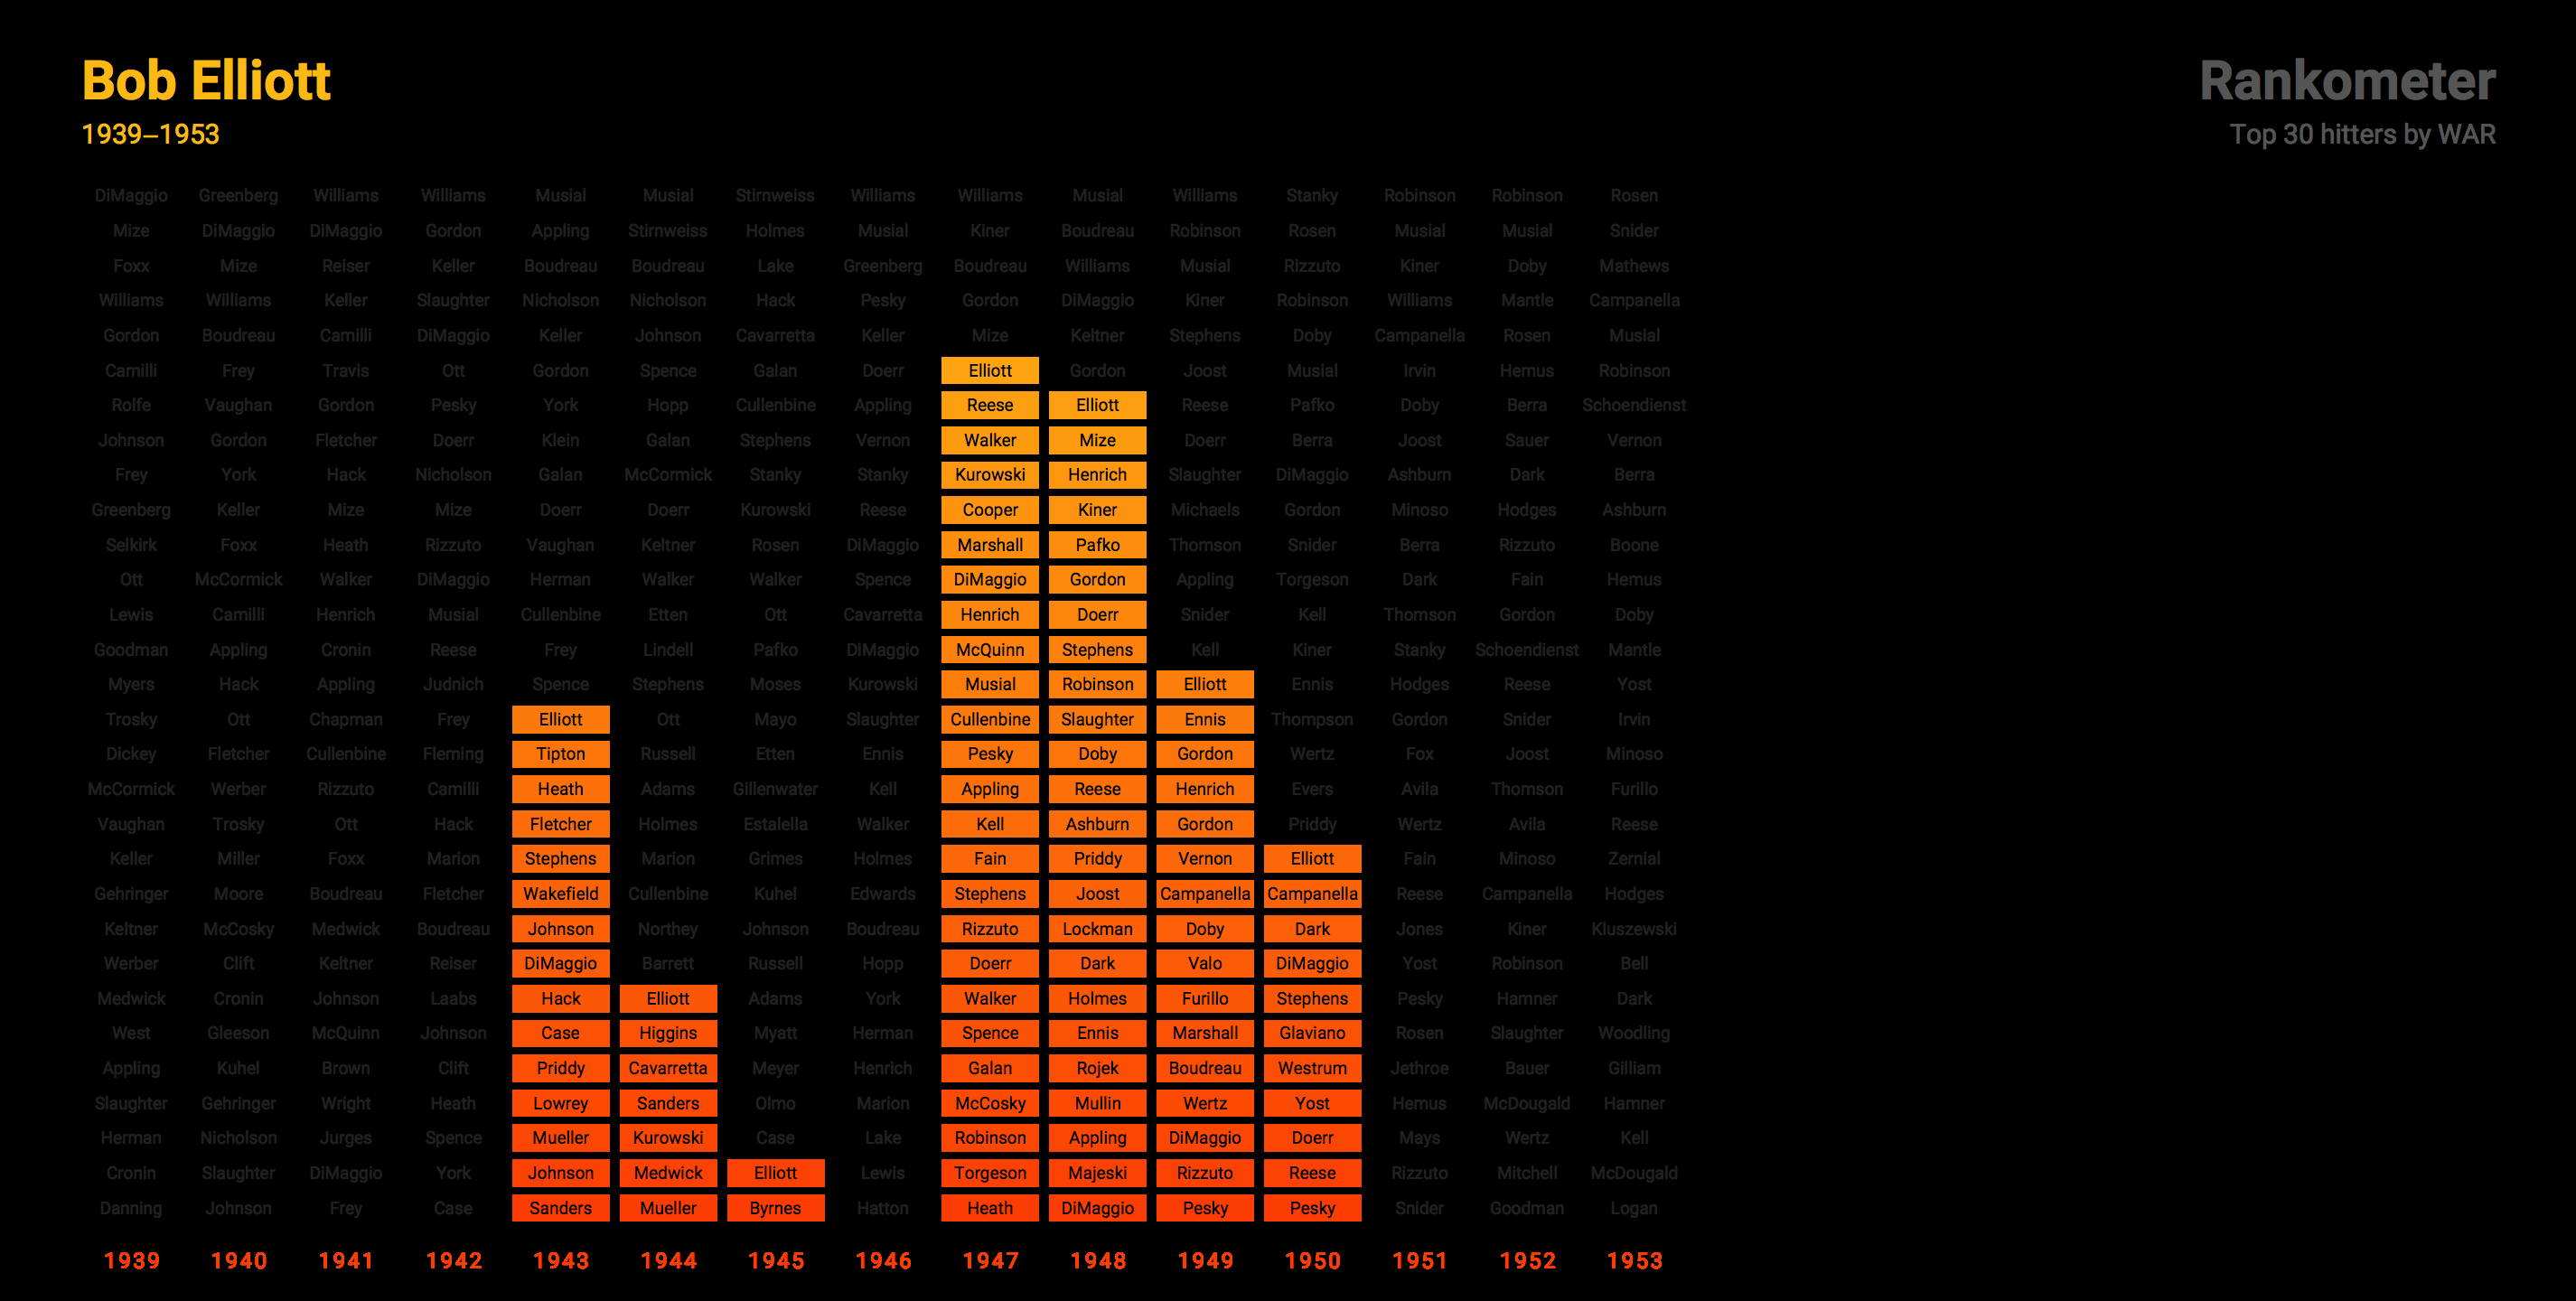 Bob Elliott
1939–1953
Rankometer
Top 30 hitters by WAR
DiMaggio Greenberg Williams Williams Musial Musial Stirnweiss Williams Williams Musial Williams Stanky Robinson Robinson Rosen
Mize DiMaggio DiMaggio Gordon Appling Stirnweiss Holmes Musial Kiner Boudreau Robinson Rosen Musial Musial Snider
Foxx Mize Reiser Keller Boudreau Boudreau Lake Greenberg Boudreau Williams Musial Rizzuto Kiner Doby Mathews
Williams Williams Keller Slaughter Nicholson Nicholson Hack Pesky Gordon DiMaggio Kiner Robinson Williams Mantle Campanella
Gordon Boudreau Camilli DiMaggio Keller Johnson Cavarretta Keller Mize Keltner Stephens Doby Campanella Rosen Musial
Camilli Frey Travis Ott Gordon Spence Galan Doerr Elliott Gordon Joost Musial Irvin Hemus Robinson
Rolfe Vaughan Gordon Pesky York Hopp Cullenbine Appling Reese Elliott Reese Pafko Doby Berra Schoendienst
Johnson Gordon Fletcher Doerr Klein Galan Stephens Vernon Walker Mize Doerr Berra Joost Sauer Vernon
Frey York Hack Nicholson Galan McCormick Stanky Stanky Kurowski Henrich Slaughter DiMaggio Ashburn Dark Berra
Greenberg Keller Mize Mize Doerr Doerr Kurowski Reese Cooper Kiner Michaels Gordon Minoso Hodges Ashburn
Selkirk Foxx Heath Rizzuto Vaughan Keltner Rosen DiMaggio Marshall Pafko Thomson Snider Berra Rizzuto Boone
Ott McCormick Walker DiMaggio Herman Walker Walker Spence DiMaggio Gordon Appling Torgeson Dark Fain Hemus
Lewis Camilli Henrich Musial Cullenbine Etten Ott Cavarretta Henrich Doerr Snider Kell Thomson Gordon Doby
Goodman Appling Cronin Reese Frey Lindell Pafko DiMaggio McQuinn Stephens Kell Kiner Stanky Schoendienst Mantle
Myers Hack Appling Judnich Spence Stephens Moses Kurowski Musial Robinson Elliott Ennis Hodges Reese Yost
Trosky Ott Chapman Frey Elliott Ott Mayo Slaughter Cullenbine Slaughter Ennis Thompson Gordon Snider Irvin
Dickey Fletcher Cullenbine Fleming Tipton Russell Etten Ennis Pesky Doby Gordon Wertz Fox Joost Minoso
McCormick Werber Rizzuto Camilli Heath Adams Gillenwater Kell Appling Reese Henrich Evers Avila Thomson Furillo
Vaughan Trosky Ott Hack Fletcher Holmes Estalella Walker Kell Ashburn Gordon Priddy Wertz Avila Reese
Keller Miller Foxx Marion Stephens Marion Grimes Holmes Fain Priddy Vernon Elliott Fain Minoso Zernial
Gehringer Moore Boudreau Fletcher Wakefield Cullenbine Kuhel Edwards Stephens Joost Campanella Campanella Reese Campanella Hodges
Keltner McCosky Medwick Boudreau Johnson Northey Johnson Boudreau Rizzuto Lockman Doby Dark Jones Kiner Kluszewski
Werber Clift Keltner Reiser DiMaggio Barrett Russell Hopp Doerr Dark Valo DiMaggio Yost Robinson Bell
Medwick Cronin Johnson Laabs Hack Elliott Adams York Walker Holmes Furillo Stephens Pesky Hamner Dark
West Gleeson McQuinn Johnson Case Higgins Myatt Herman Spence Ennis Marshall Glaviano Rosen Slaughter Woodling
Appling Kuhel Brown Clift Priddy Cavarretta Meyer Henrich Galan Rojek Boudreau Westrum Jethroe Bauer Gilliam
Slaughter Gehringer Wright Heath Lowrey Sanders Olmo Marion McCosky Mullin Wertz Yost Hemus McDougald Hamner
Herman Nicholson Jurges Spence Mueller Kurowski Case Lake Robinson Appling DiMaggio Doerr Mays Wertz Kell
Cronin Slaughter DiMaggio York Johnson Medwick Elliott Lewis Torgeson Majeski Rizzuto Reese Rizzuto Mitchell McDougald
Danning Johnson Frey Case Sanders Mueller Byrnes Hatton Heath DiMaggio Pesky Pesky Snider Goodman Logan
1939 1940 1941 1942 1943 1944 1945 1946 1947 1948 1949 1950 1951 1952 1953